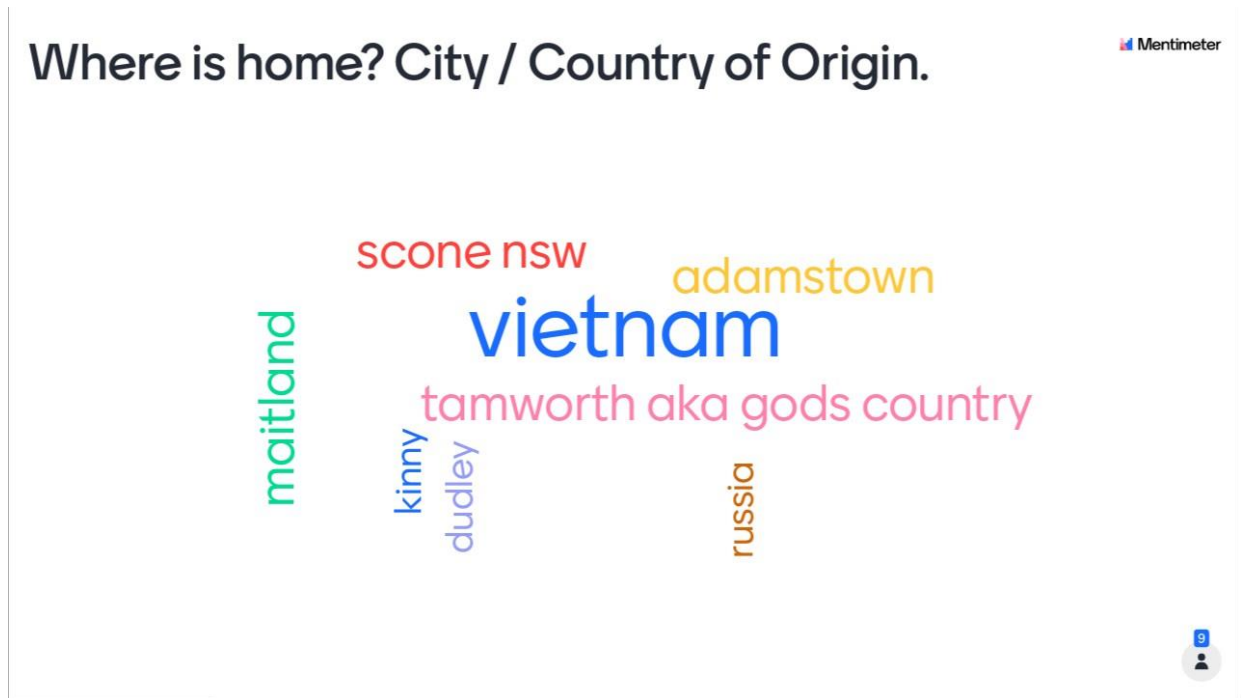 Where is home? City / Country of Origin.
Mentimeter
scone nsw
adamstown
vietnam
maitland
tamworth aka gods country
kinny
dudley
russia
9